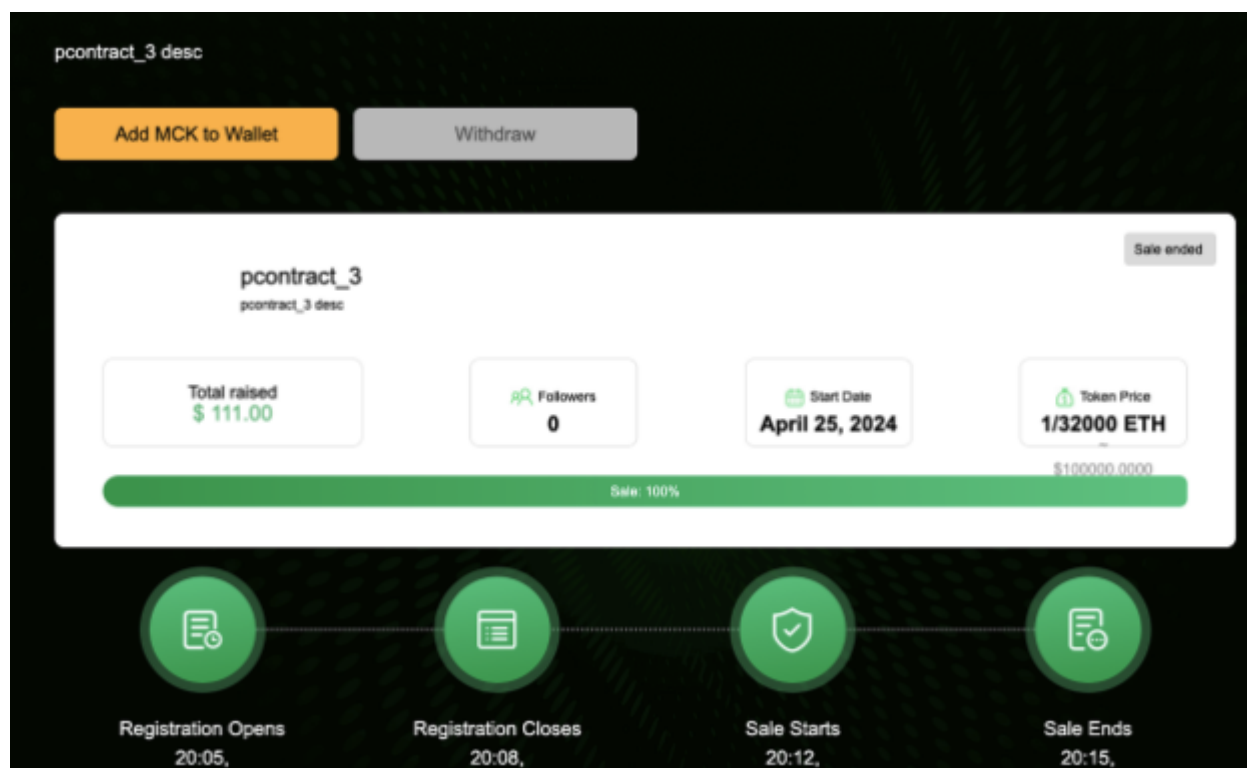 pcontract_3 desc
Add MCK to Wallet
Withdraw
Sale ended
pcontract_3
pcontract_3 desc
Total raised
$ 111.00
Followers
0
Start Date
April 25, 2024
Token Price
1/32000 ETH
~
$100000.0000
Sale: 100%
Registration Opens
20:05,
Registration Closes
20:08,
Sale Starts
20:12,
Sale Ends
20:15,